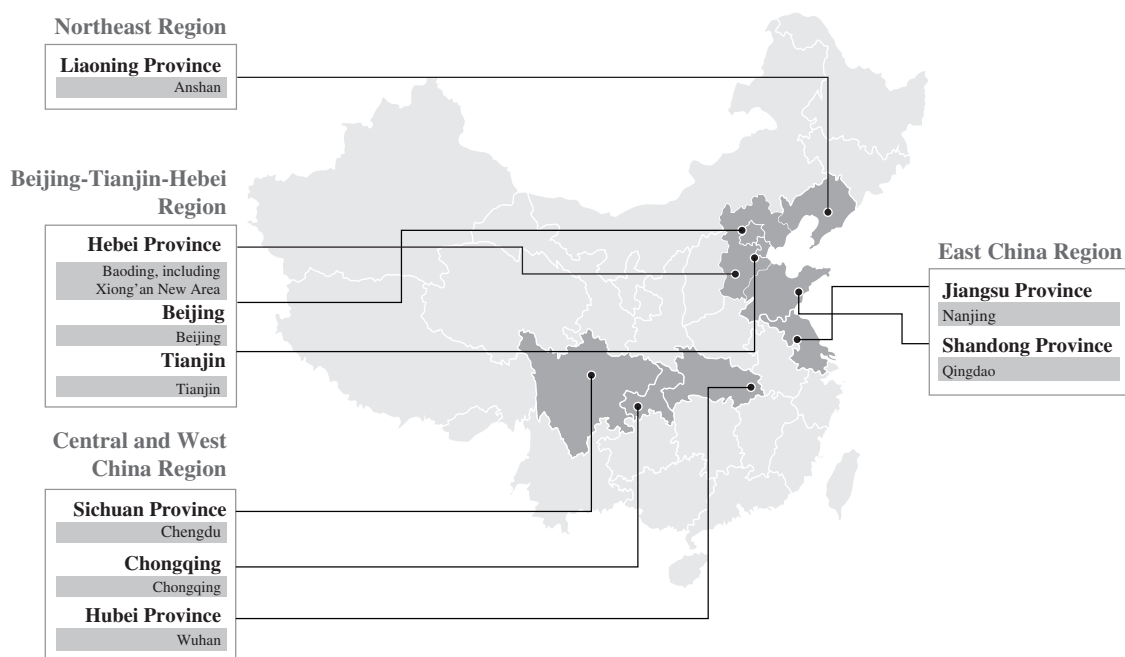 Northeast Region
Liaoning Province
Anshan
Beijing-Tianjin-Hebei
Region
Hebei Province
Baoding, including
Xiong’an New Area
Beijing
Beijing
Tianjin
Tianjin
Central and West
China Region
Sichuan Province
Chengdu
Chongqing
Chongqing
Hubei Province
Wuhan
East China Region
Jiangsu Province
Nanjing
Shandong Province
Qingdao